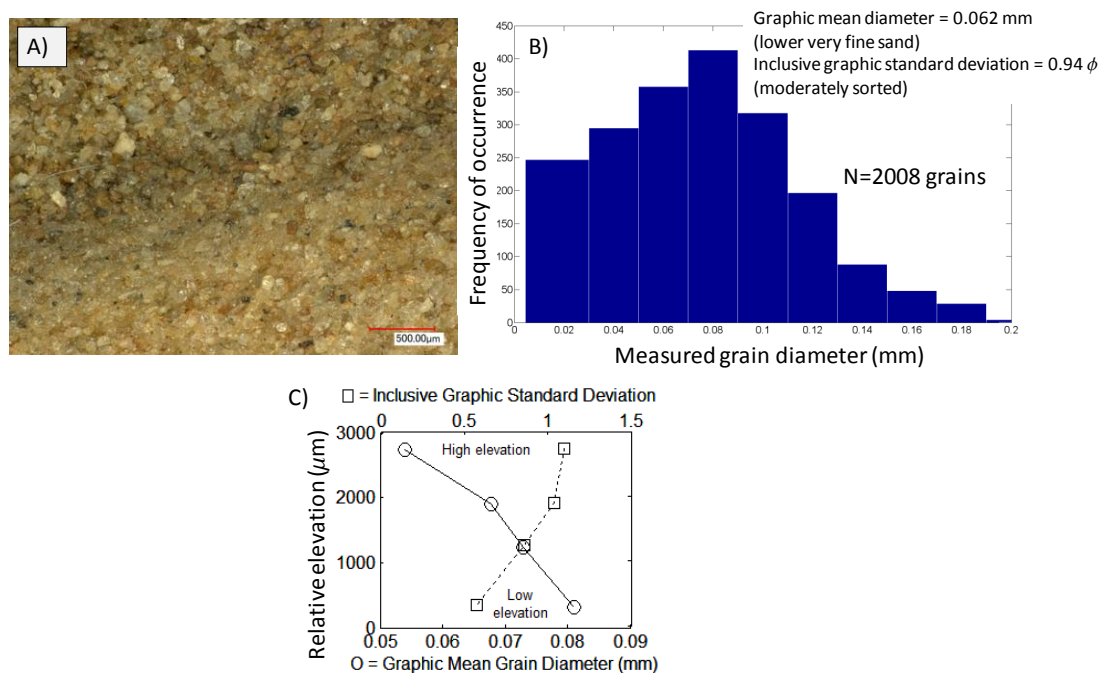 A)
500.00µm
B)
Graphic mean diameter = 0.062 mm
(lower very fine sand)
Inclusive graphic standard deviation = 0.94 ϕ
(moderately sorted)
N=2008 grains
Frequency of occurrence
450
400
350
300
250
200
150
100
50
0
0 0.02 0.04 0.06 0.08 0.1 0.12 0.14 0.16 0.18 0.2
Measured grain diameter (mm)
C)
□ = Inclusive Graphic Standard Deviation
0 0.5 1 1.5
Relative elevation (µm)
3000
2000
1000
0
High elevation
Low
elevation
0.05 0.06 0.07 0.08 0.09
O = Graphic Mean Grain Diameter (mm)